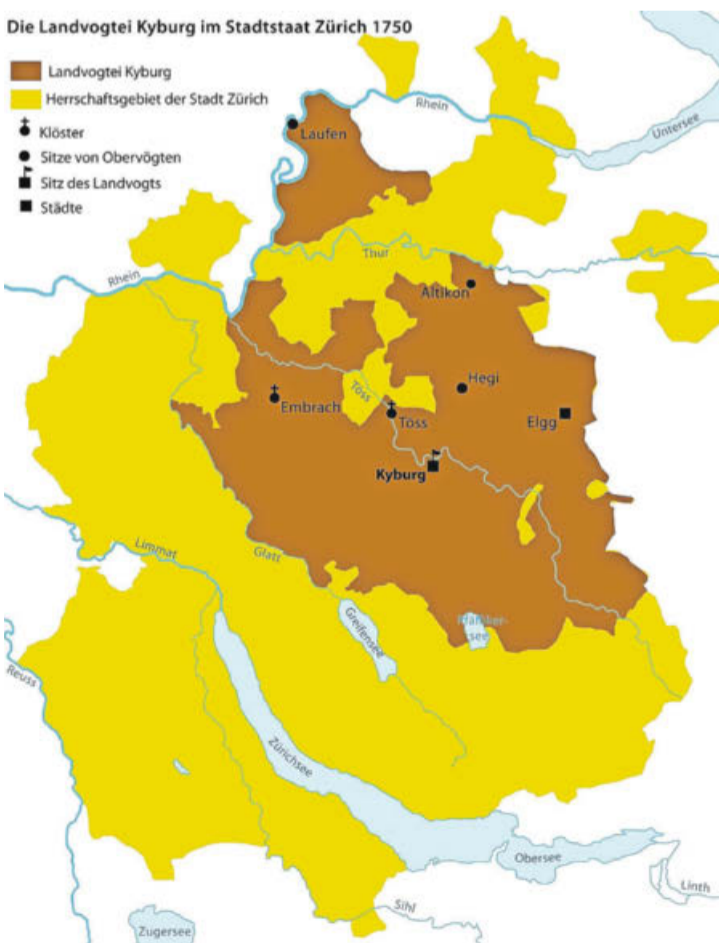 Die Landvogtei Kyburg im Stadtstaat Zürich 1750
Landvogtei Kyburg
Herrschaftsgebiet der Stadt Zürich
Klöster
Sitze von Obervögten
Sitz des Landvogts
Städte
Rhein
Untersee
Laufen
Thur
Rhein
Altikon
Hegi
Töss
Embrach
Töss
Elgg
Kyburg
Limmat
Glatt
Greifensee
Pfäffiker-
see
Reuss
Zürichsee
Obersee
Linth
Sihl
Zugersee